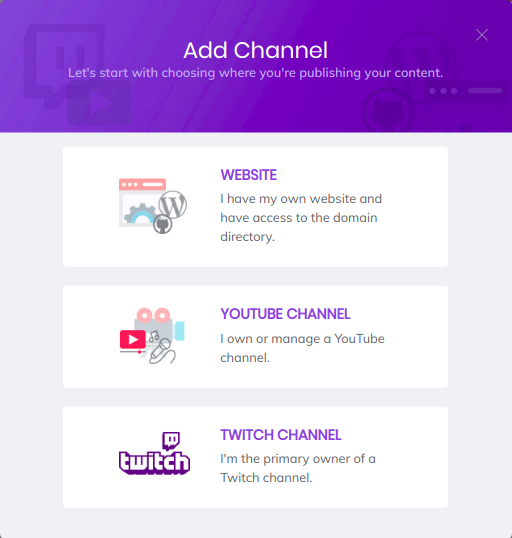 Add Channel
Let's start with choosing where you're publishing your content.
WEBSITE
I have my own website and
have access to the domain
directory.
YOUTUBE CHANNEL
I own or manage a YouTube
channel.
twitch
TWITCH CHANNEL
I'm the primary owner of a
Twitch channel.